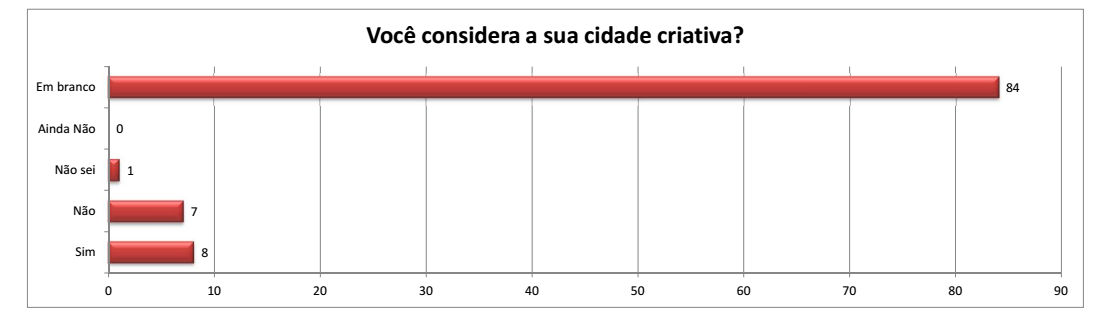 Você considera a sua cidade criativa?
Em branco 84
Ainda Não 0
Não sei 1
Não 7
Sim 8
0 10 20 30 40 50 60 70 80 90